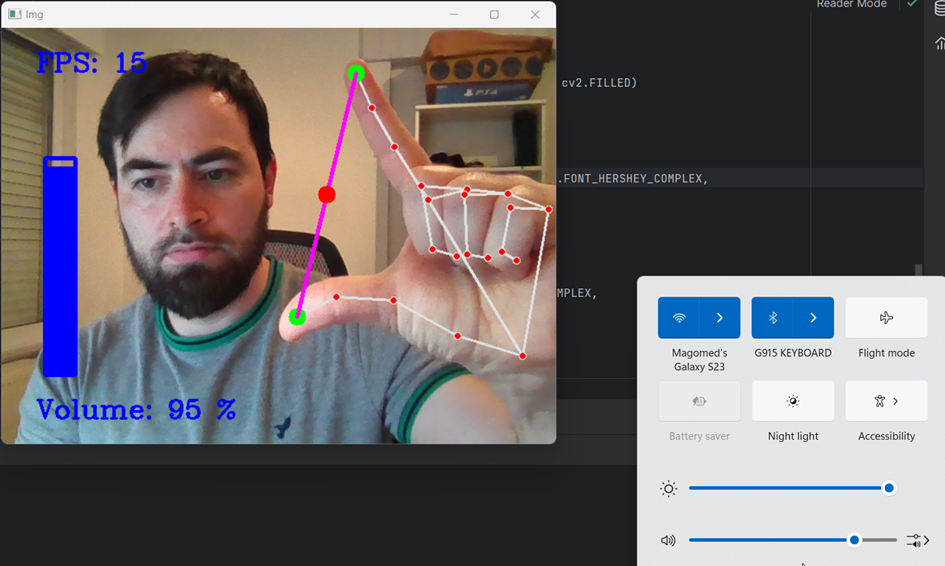 Img
Reader Mode
FPS: 15
cv2.FILLED)
PS4
.FONT_HERSHEY_COMPLEX,
MPLEX,
Volume: 95 %
Magomed's
Galaxy S23
G915 KEYBOARD
Flight mode
Battery saver
Night light
Accessibility